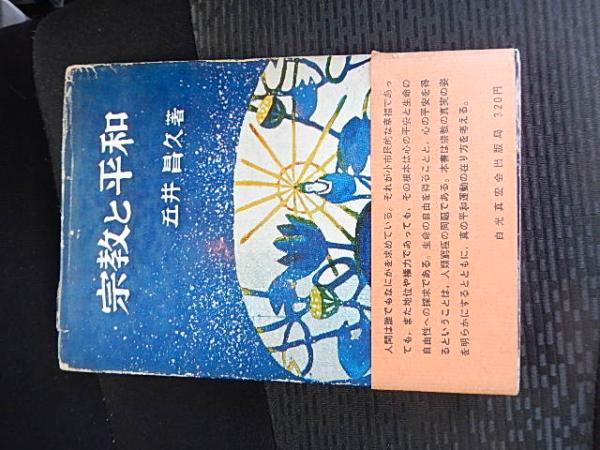 宗教と平和
五井昌久著
人間は誰でもなにかを求めている。それが小市民的な幸福であっ
ても、また地位や権力であっても、その根本は心の平安と生命の
自由性への探求である。生命の自由を得ることと、心の平安を得
るということは、人類窮極の問題である。本書は宗教の真実の姿
を明らかにするとともに、真の平和運動の在り方を考える。
白光真宏会出版局 320円